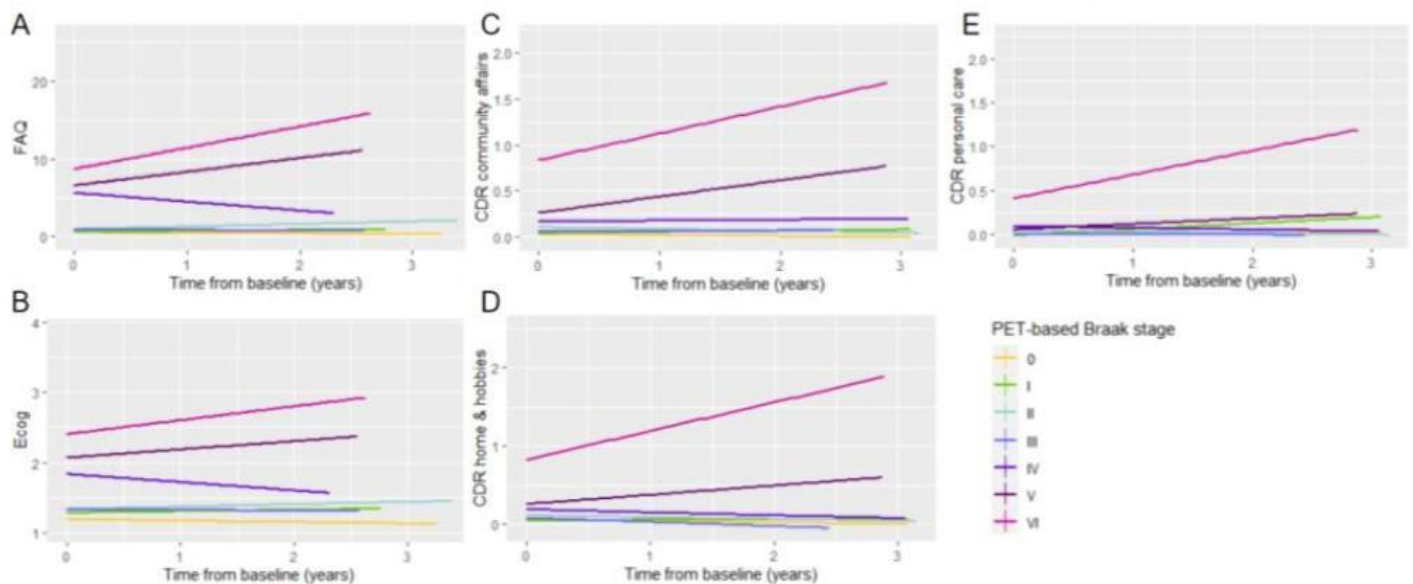 A
FAQ
20
10
0
0
1
2
3
Time from baseline (years)
C
CDR community affairs
2.0
1.5
1.0
0.5
0.0
0
1
2
3
Time from baseline (years)
E
CDR personal care
2.0
1.5
1.0
0.5
0.0
0
1
2
3
Time from baseline (years)
B
Ecog
4
3
2
1
0
1
2
3
Time from baseline (years)
D
CDR home & hobbies
2
1
0
0
1
2
3
Time from baseline (years)
PET-based Braak stage
0
I
II
III
IV
V
VI